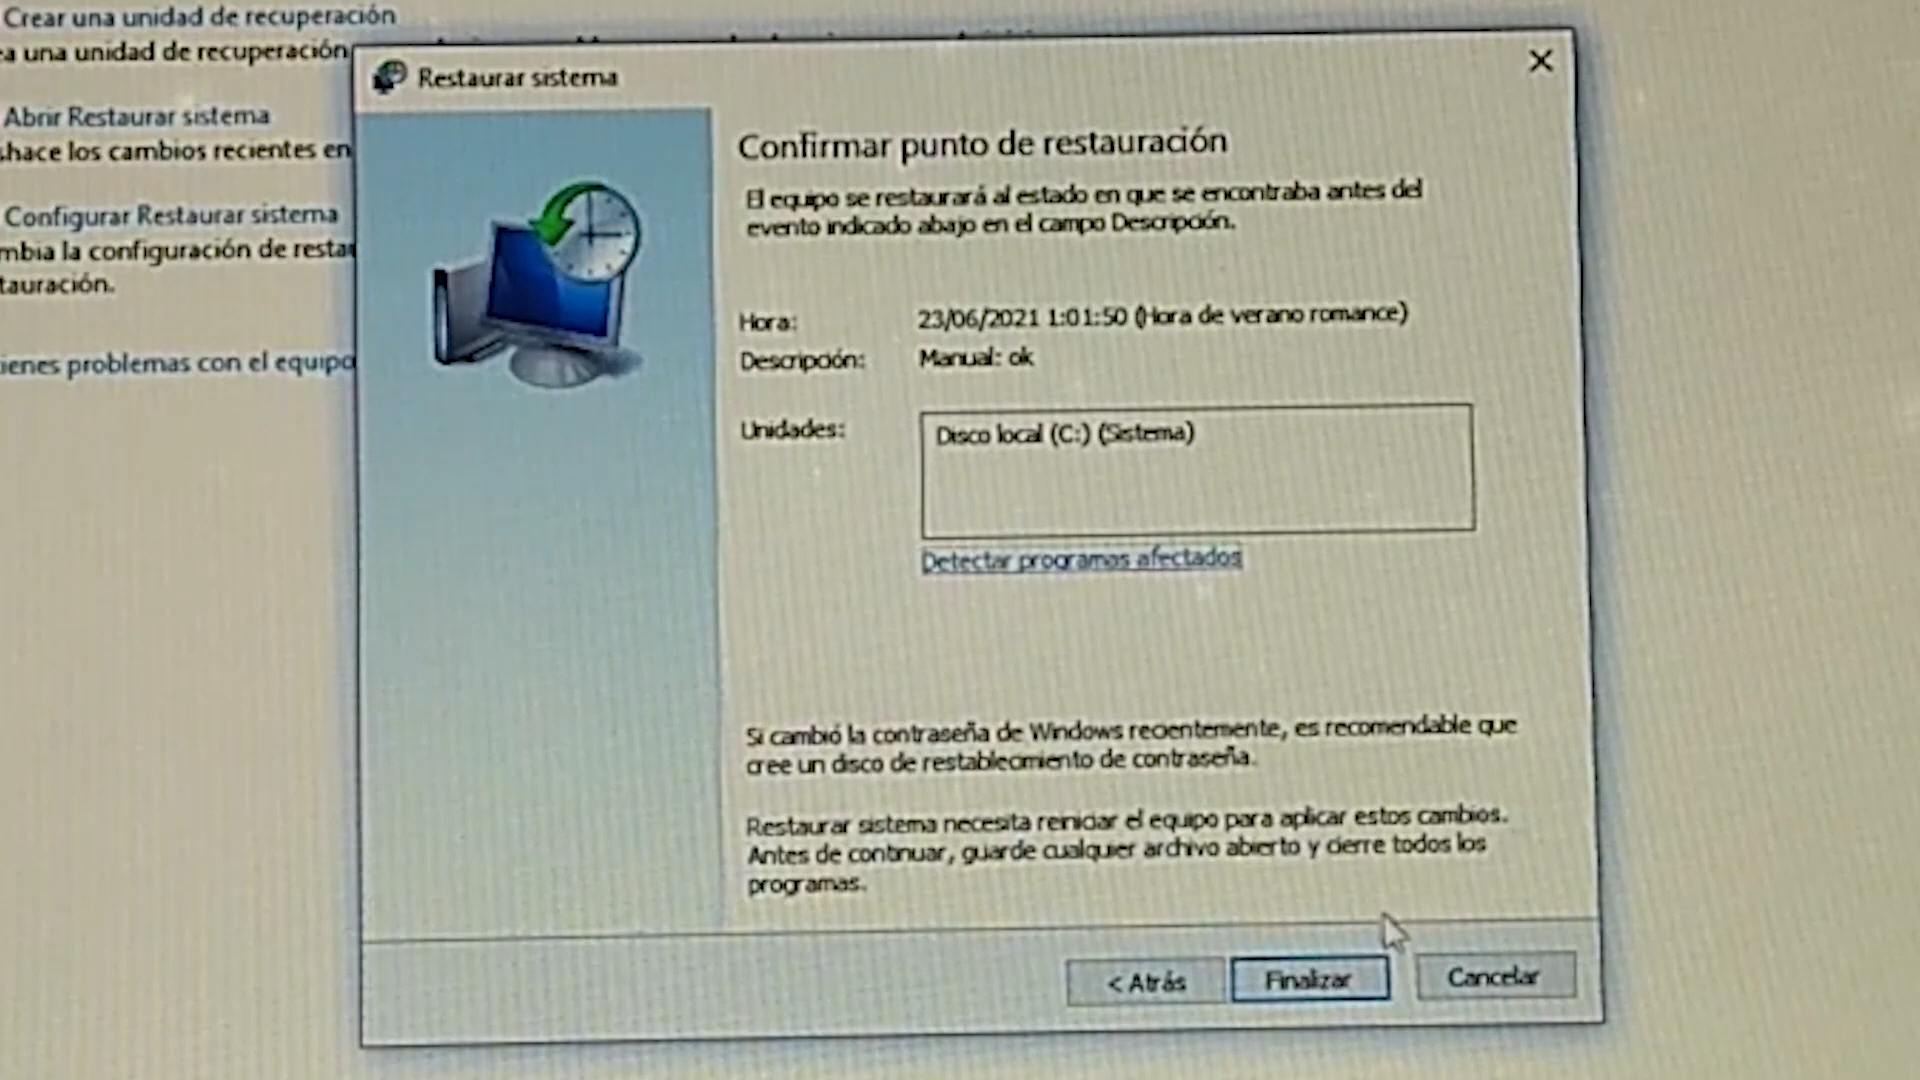 Crear una unidad de recuperación
ea una unidad de recuperación
Abrir Restaurar sistema
shace los cambios recientes en
Configurar Restaurar sistema
mbia la configuración de resta
tauración.
ienes problemas con el equipo
Restaurar sistema
Confirmar punto de restauración
El equipo se restaurará al estado en que se encontraba antes del
evento indicado abajo en el campo Descripción.
Hora: 23/06/2021 1:01:50 (Hora de verano romance)
Descripción: Manual: ok
Unidades: Disco local (C:) (Sistema)
Detectar programas afectados
Si cambió la contraseña de Windows recientemente, es recomendable que
cree un disco de restablecimiento de contraseña.
Restaurar sistema necesita reiniciar el equipo para aplicar estos cambios.
Antes de continuar, guarde cualquier archivo abierto y cierre todos los
programas.
< Atrás Finalizar Cancelar